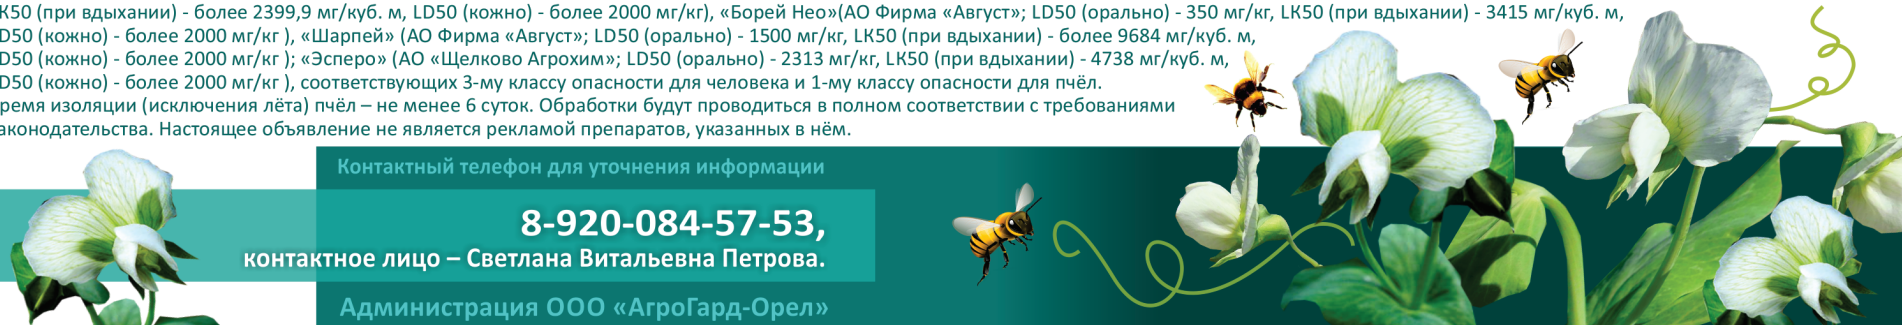 К50 (при вдыхании) - более 2399,9 мг/куб. м, LD50 (кожно) - более 2000 мг/кг), «Борей Нео»(АО Фирма «Август»; LD50 (орально) - 350 мг/кг, LК50 (при вдыхании) - 3415 мг/куб. м,
D50 (кожно) - более 2000 мг/кг ), «Шарпей» (АО Фирма «Август»; LD50 (орально) - 1500 мг/кг, LК50 (при вдыхании) - более 9684 мг/куб. м,
D50 (кожно) - более 2000 мг/кг ); «Эсперо» (АО «Щелково Агрохим»; LD50 (орально) - 2313 мг/кг, LК50 (при вдыхании) - 4738 мг/куб. м,
D50 (кожно) - более 2000 мг/кг ), соответствующих 3-му классу опасности для человека и 1-му классу опасности для пчёл.
ремя изоляции (исключения лёта) пчёл – не менее 6 суток. Обработки будут проводиться в полном соответствии с требованиями
аконодательства. Настоящее объявление не является рекламой препаратов, указанных в нём.
Контактный телефон для уточнения информации
8-920-084-57-53,
контактное лицо – Светлана Витальевна Петрова.
Администрация ООО «АгроГард-Орел»